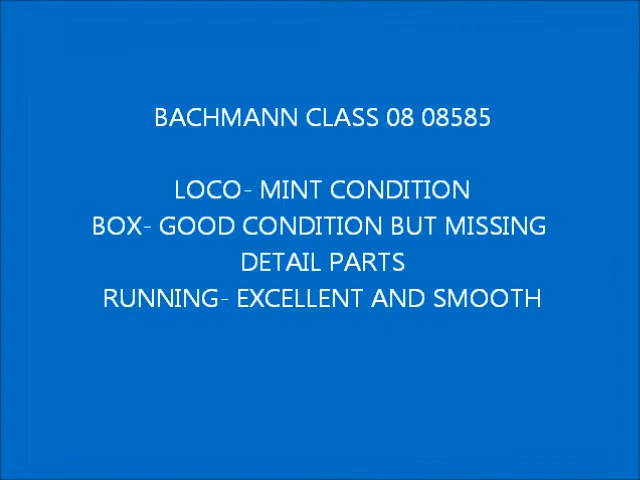 BACHMANN CLASS 08 08585
LOCO- MINT CONDITION
BOX- GOOD CONDITION BUT MISSING
DETAIL PARTS
RUNNING- EXCELLENT AND SMOOTH